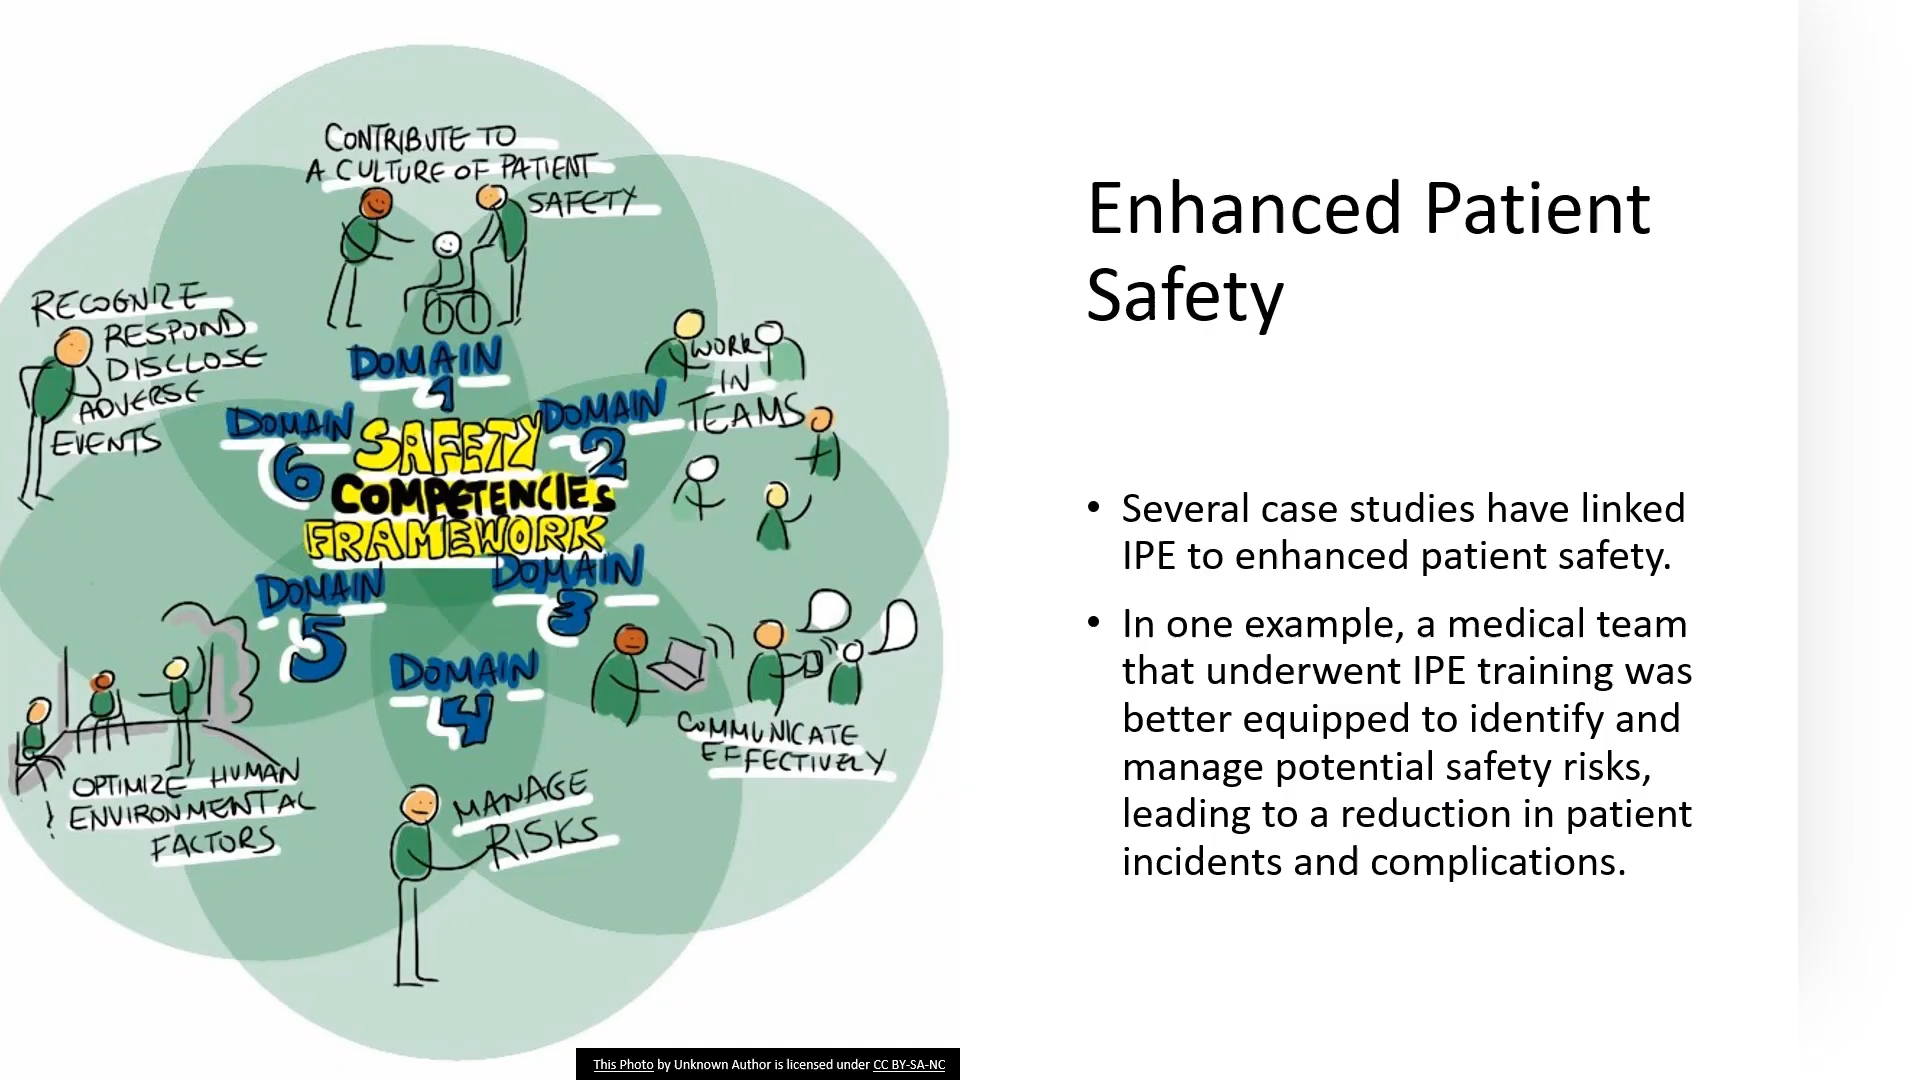 CONTRIBUTE TO
A CULTURE OF PATIENT
SAFETY
DOMAIN
1
WORK
IN
TEAMS
DOMAIN
2
COMMUNICATE
EFFECTIVELY
DOMAIN
3
MANAGE
RISKS
DOMAIN
4
OPTIMIZE HUMAN
ENVIRONMENTAL
FACTORS
DOMAIN
5
RECOGNIZE
RESPOND
DISCLOSE
ADVERSE
EVENTS
DOMAIN
6
SAFETY
COMPETENCIES
FRAMEWORK
This Photo by Unknown Author is licensed under CC BY-SA-NC
Enhanced Patient
Safety
• Several case studies have linked
IPE to enhanced patient safety.
• In one example, a medical team
that underwent IPE training was
better equipped to identify and
manage potential safety risks,
leading to a reduction in patient
incidents and complications.